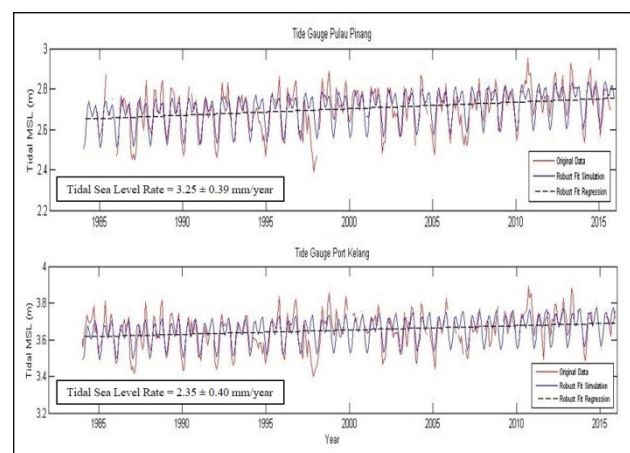 Tide Gauge Pulau Pinang
3
2.8
2.6
2.4
2.2
Tidal MSL (m)
Original Data
Robust Fit Simulation
Robust Fit Regression
Tidal Sea Level Rate = 3.25 ± 0.39 mm/year
1985 1990 1995 2000 2005 2010 2015
Tide Gauge Port Kelang
4
3.8
3.6
3.4
3.2
Tidal MSL (m)
Original Data
Robust Fit Simulation
Robust Fit Regression
Tidal Sea Level Rate = 2.35 ± 0.40 mm/year
1985 1990 1995 2000 2005 2010 2015
Year